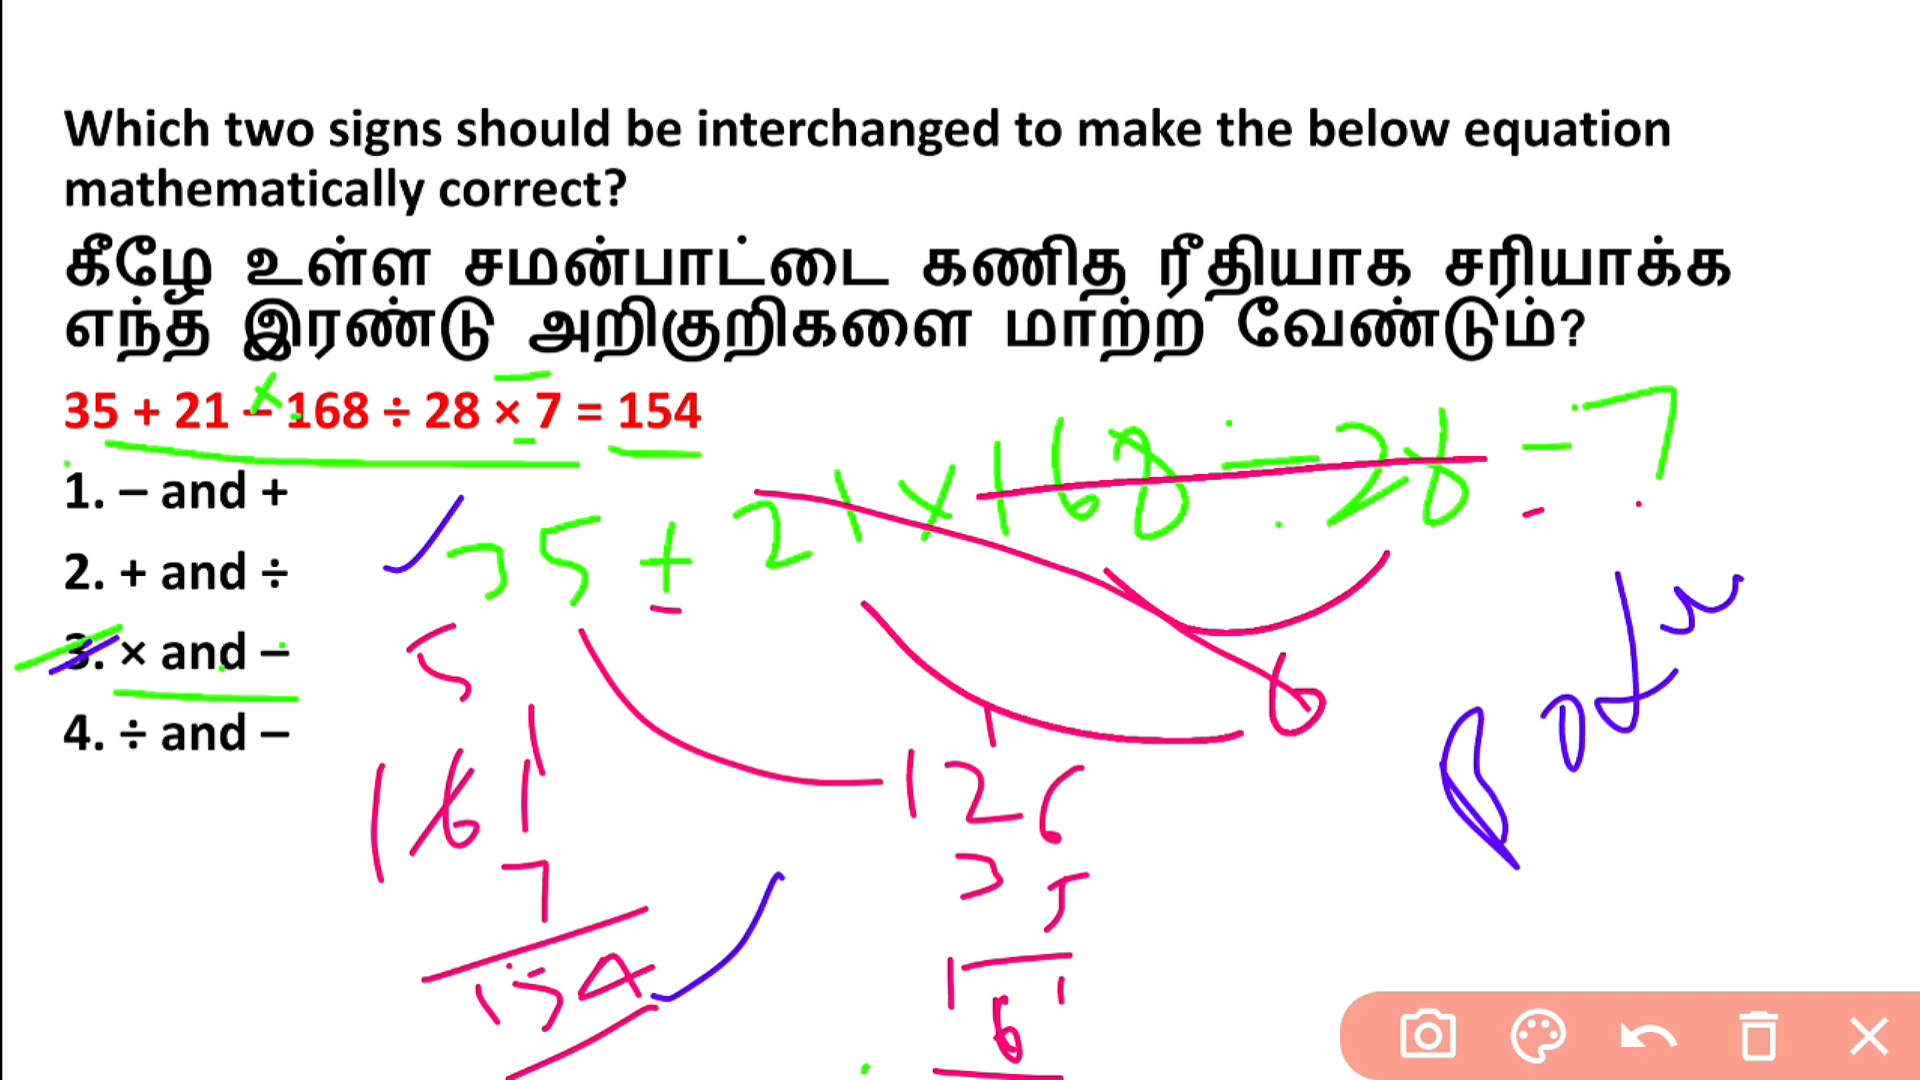 Which two signs should be interchanged to make the below equation
mathematically correct?
கீழே உள்ள சமன்பாட்டை கணித ரீதியாக சரியாக்க
எந்த இரண்டு அறிகுறிகளை மாற்ற வேண்டும்?
35 + 21 – 168 ÷ 28 × 7 = 154
1. – and +
2. + and ÷
3. × and –
4. ÷ and –
35 + 21 × 168 ÷ 28 - 7
6
126
35
161
5
161
7
154